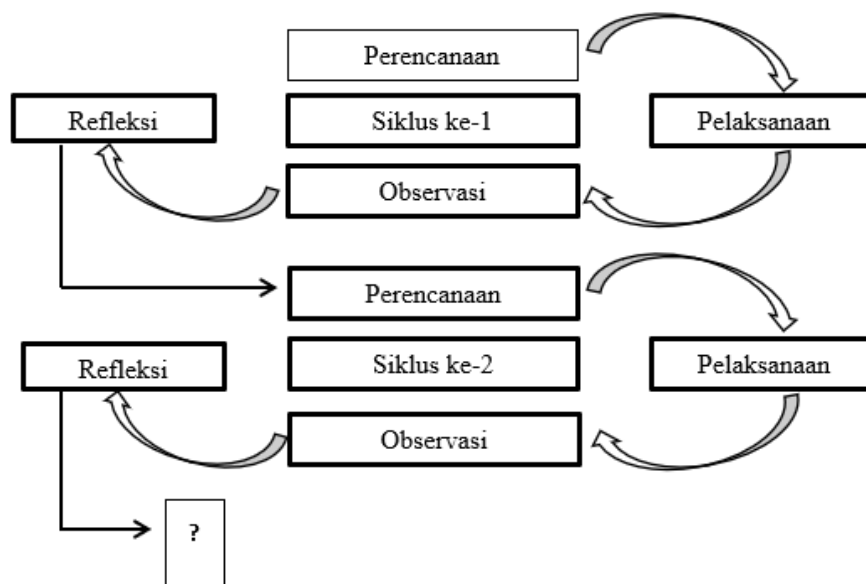 Perencanaan
Refleksi
Siklus ke-1
Pelaksanaan
Observasi
Perencanaan
Refleksi
Siklus ke-2
Pelaksanaan
Observasi
?